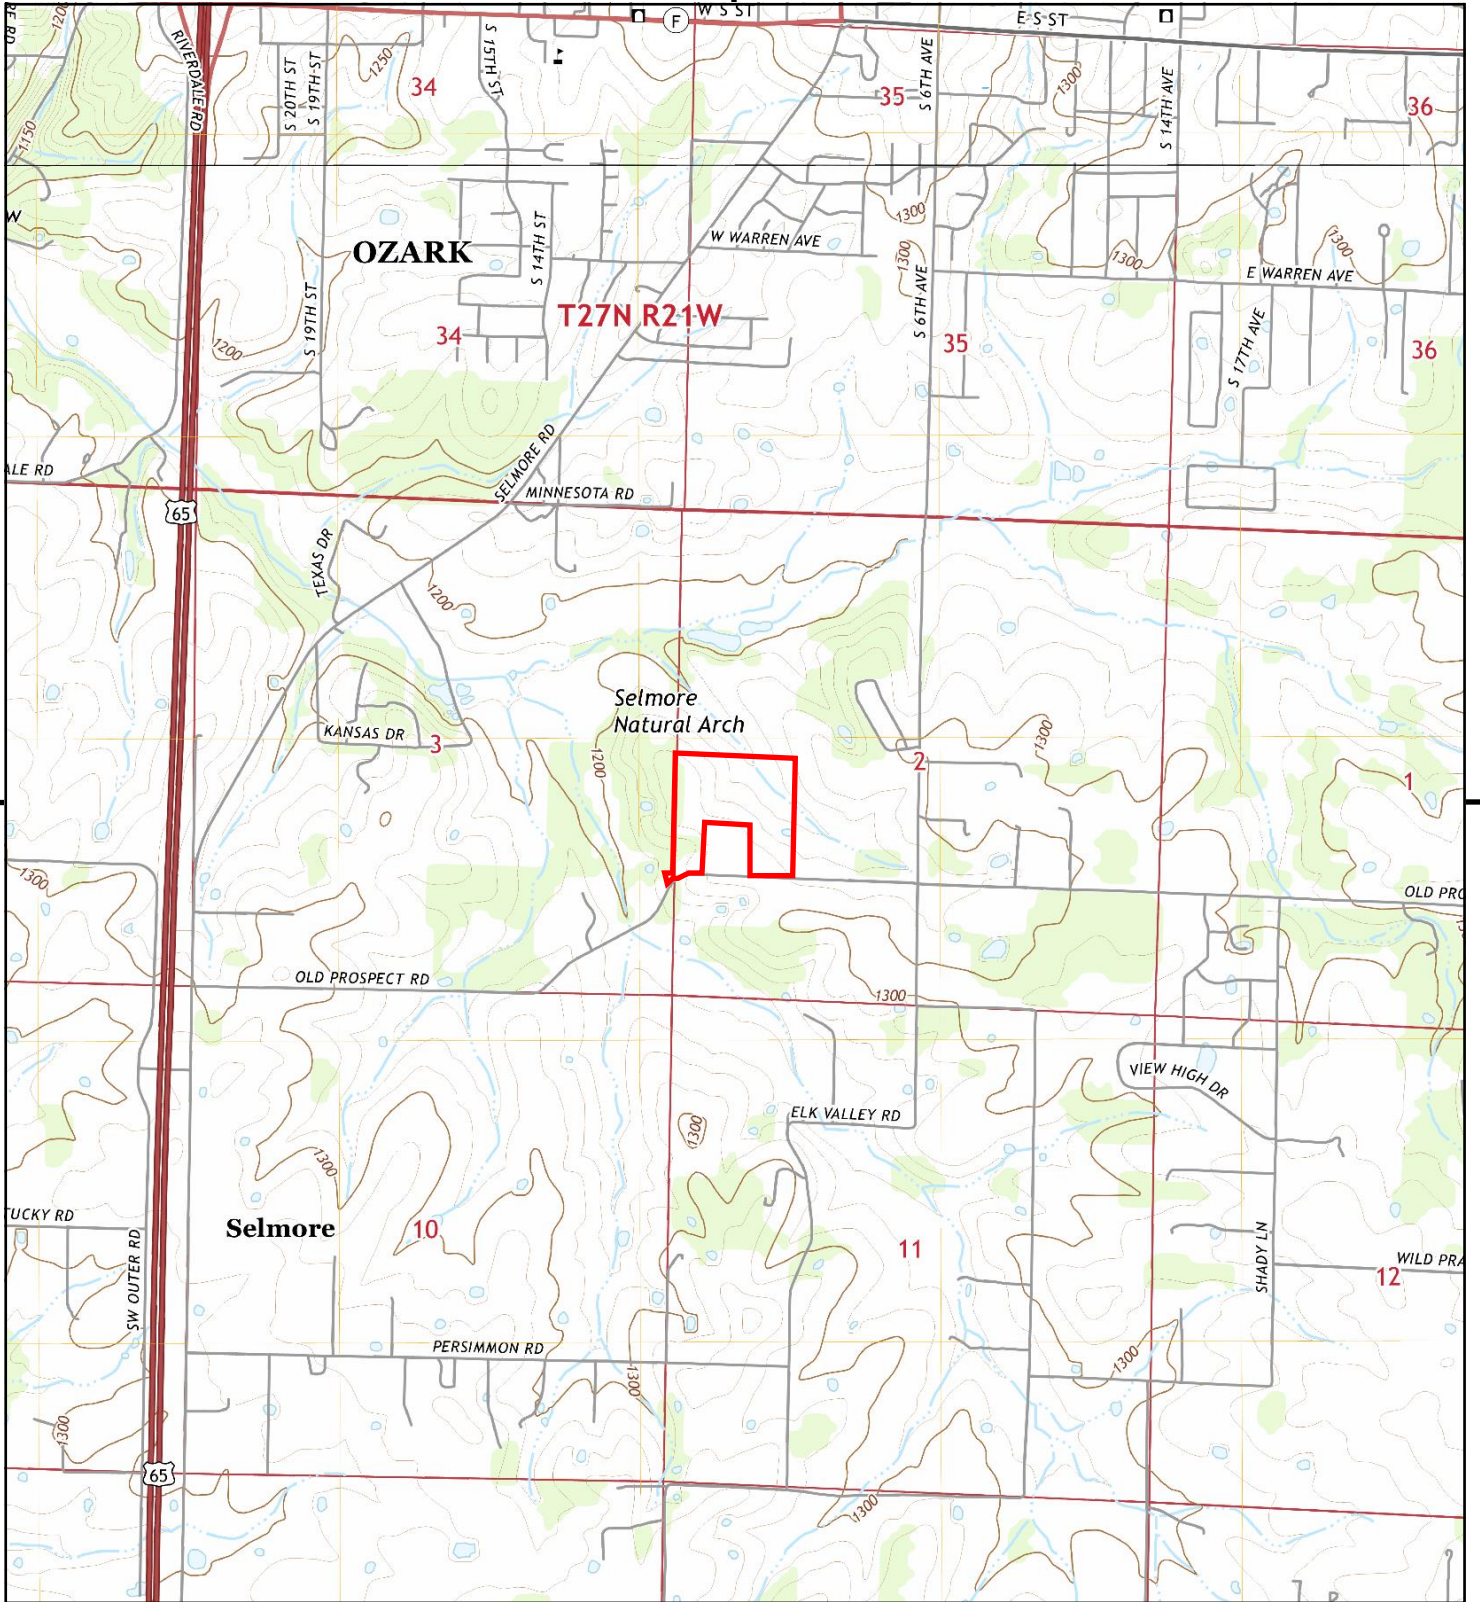 W S ST
E S ST
F
RE RD
1200
RIVERDALE RD
S 20TH ST
S 19TH ST
1250
34
S 15TH ST
35
S 6TH AVE
1300
S 14TH AVE
36
1150
W
OZARK
S 14TH ST
W WARREN AVE
1300
1300
1300
1300
E WARREN AVE
S 19TH ST
T27N R21W
S 6TH AVE
34
35
36
1200
S 17TH AVE
ALE RD
SELMORE RD
MINNESOTA RD
65
TEXAS DR
1200
Selmore
Natural Arch
KANSAS DR
3
1200
2
1300
1
1300
OLD PRO
OLD PROSPECT RD
1300
VIEW HIGH DR
ELK VALLEY RD
1300
1300
TUCKY RD
Selmore
10
11
SW OUTER RD
SHADY LN
WILD PRA
12
PERSIMMON RD
1300
1300
1300
65
1300